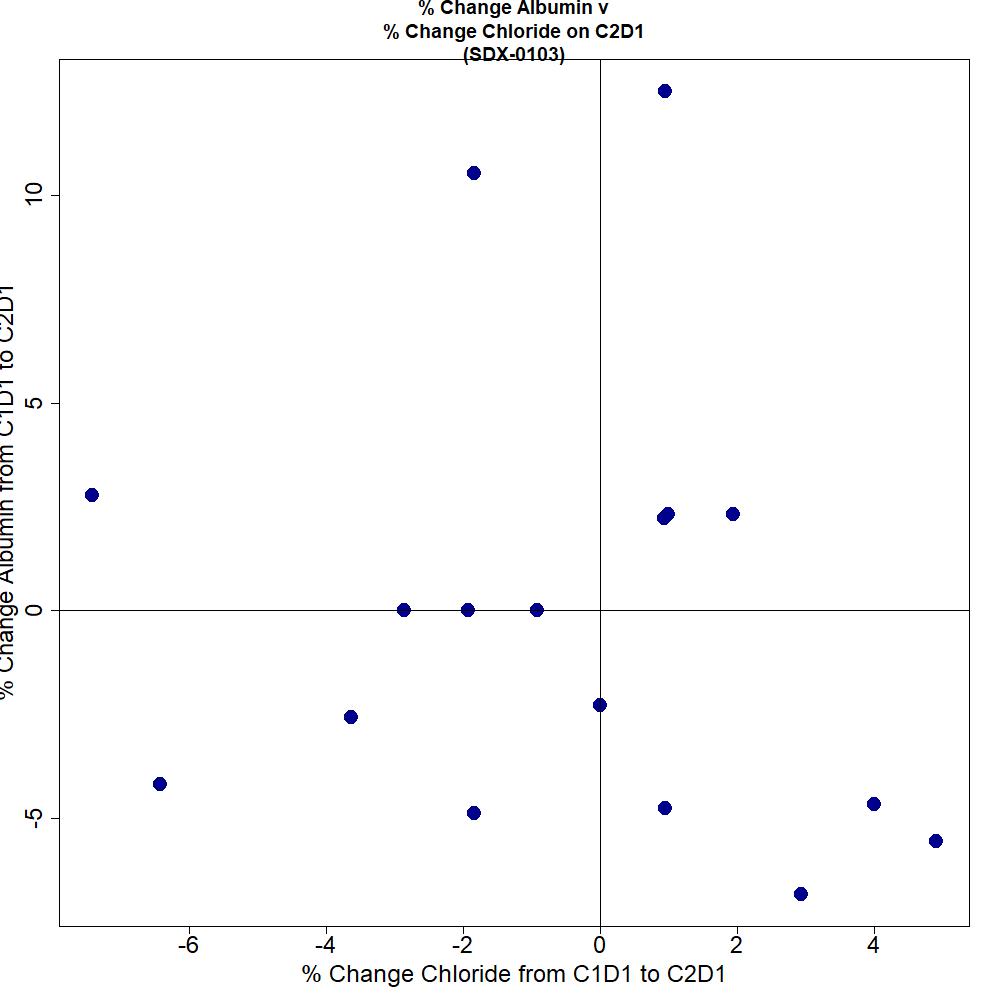 % Change Albumin v
% Change Chloride on C2D1
(SDX-0103)
% Change Albumin from C1D1 to C2D1
10
5
0
-5
-6
-4
-2
0
2
4
% Change Chloride from C1D1 to C2D1